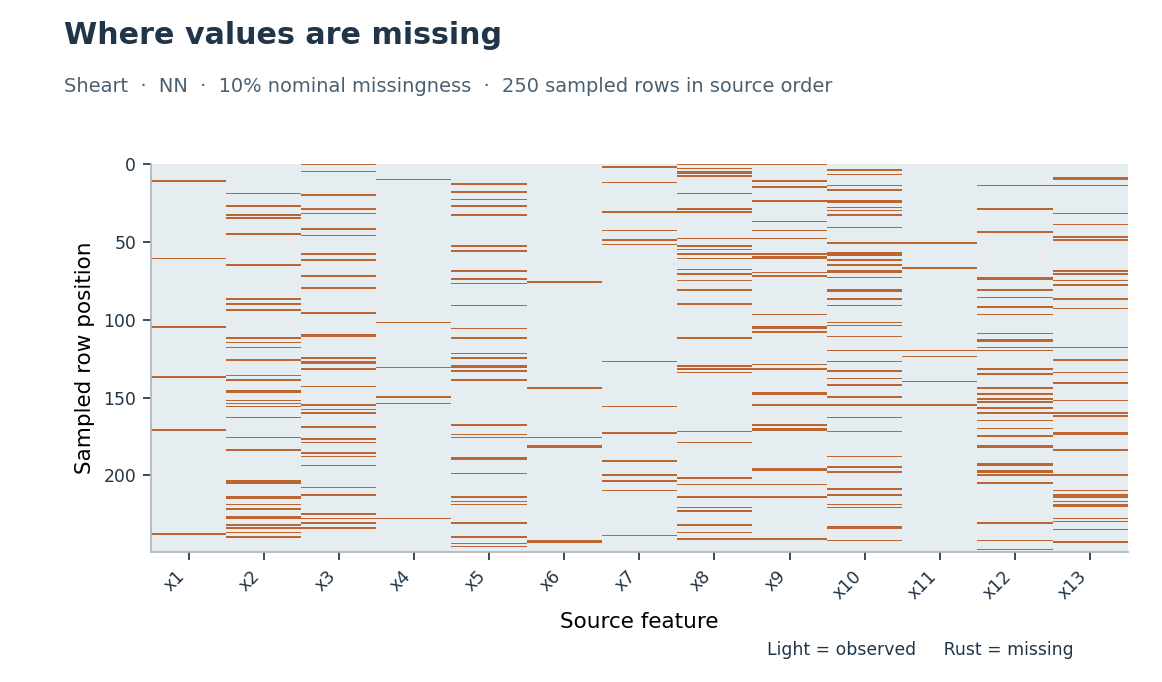 Where values are missing
Sheart · NN · 10% nominal missingness · 250 sampled rows in source order
0
50
100
150
200
Sampled row position
x1
x2
x3
x4
x5
x6
x7
x8
x9
x10
x11
x12
x13
Source feature
Light = observed Rust = missing